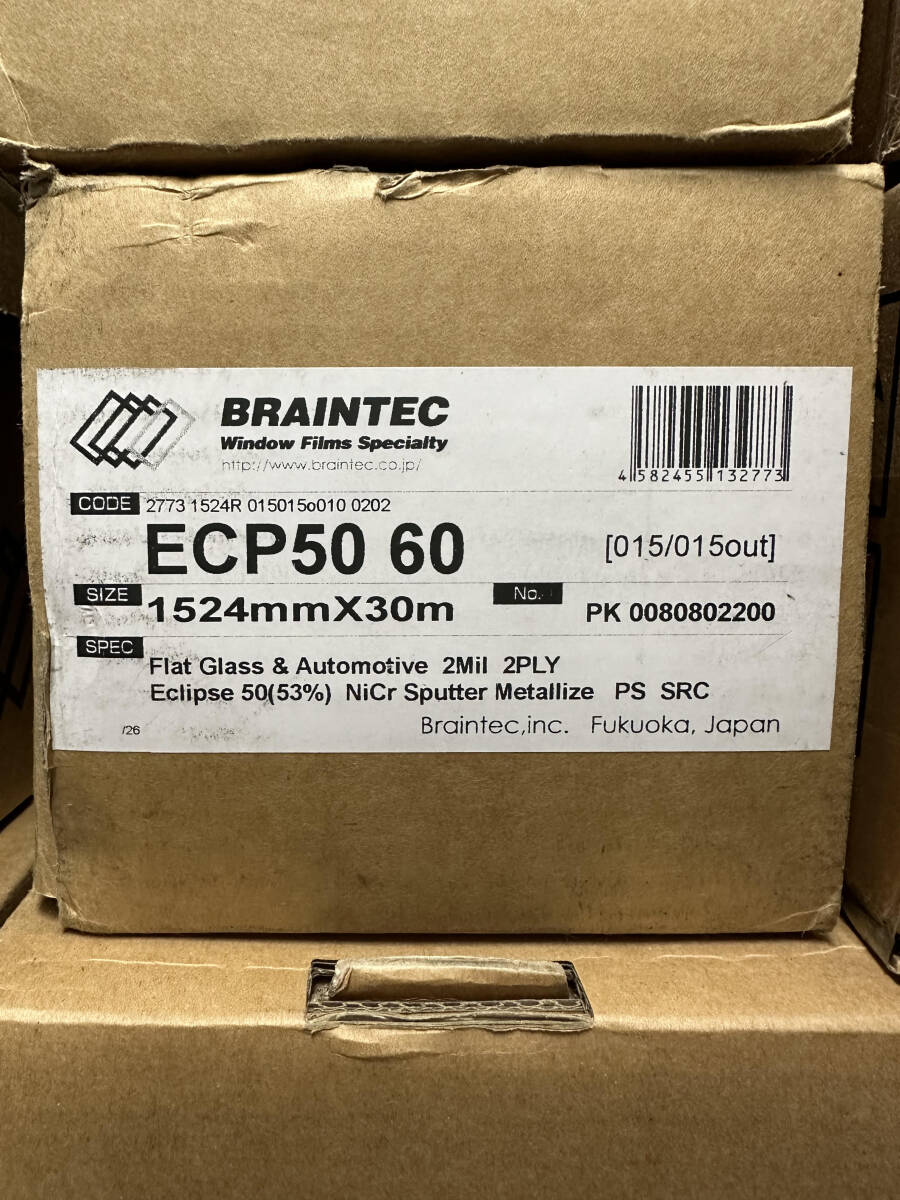 BRAINTEC
Window Films Specialty
http://www.braintec.co.jp/
4 582455 132773
CODE 2773 1524R 015015o010 0202
ECP50 60 [015/015out]
SIZE 1524mmX30m No. PK 0080802200
SPEC
Flat Glass & Automotive 2Mil 2PLY
Eclipse 50(53%) NiCr Sputter Metallize PS SRC
/26 Braintec,inc. Fukuoka, Japan